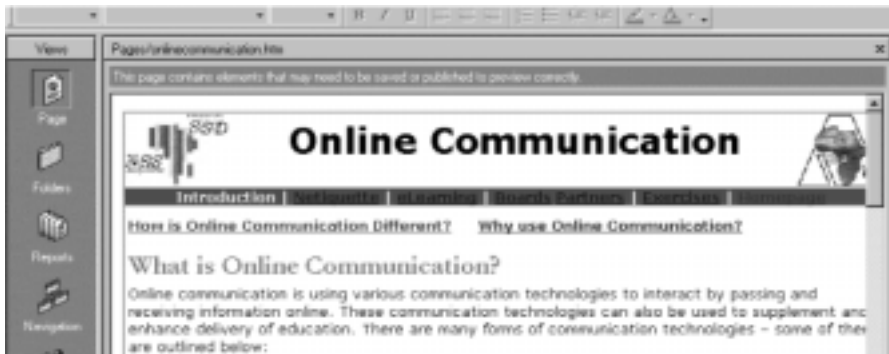 B I U
Views
Pages/onlinecommunication.htm
This page contains elements that may need to be saved or published to preview correctly.
Page
Folders
Reports
Navigation
SSD
Online Communication
Introduction | Netiquette | eLearning | Boards Partners | Exercises | Homepage
How is Online Communication Different? Why use Online Communication?
What is Online Communication?
Online communication is using various communication technologies to interact by passing and
receiving information online. These communication technologies can also be used to supplement and
enhance delivery of education. There are many forms of communication technologies – some of them
are outlined below: